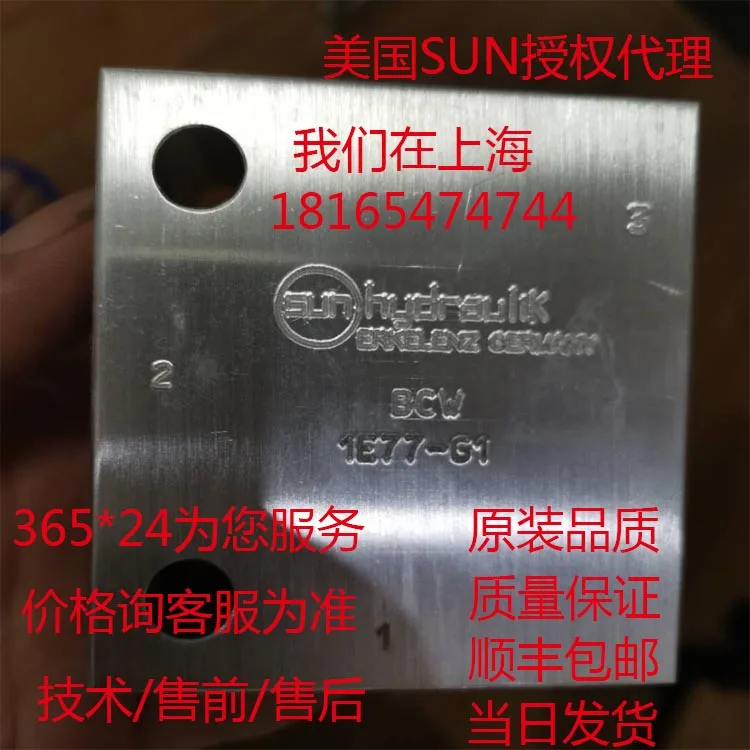 美国SUN授权代理
我们在上海
18165474744
3
sun hydraulik
ERKELENZ GERMANY
2
BCW
1E77-G1
365*24为您服务
原装品质
价格询客服为准
质量保证
1
顺丰包邮
技术/售前/售后
当日发货